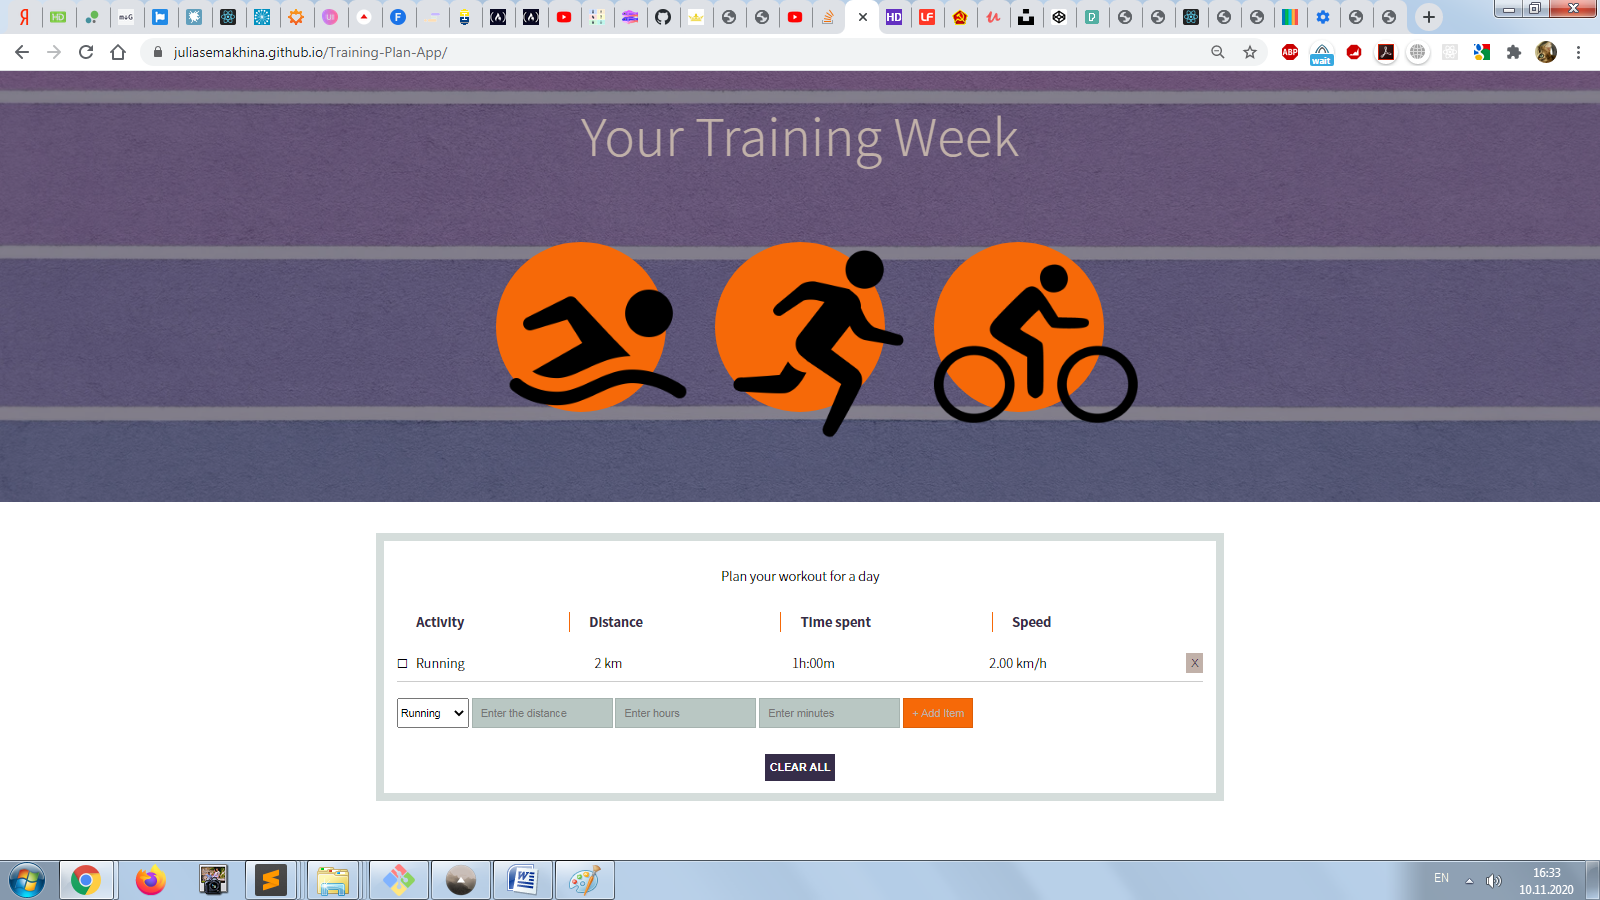 juliasemakhina.github.io/Training-Plan-App/
ABP
wait
Your Training Week
Plan your workout for a day
Activity Distance Time spent Speed
Running 2 km 1h:00m 2.00 km/h X
Running Enter the distance Enter hours Enter minutes + Add Item
CLEAR ALL
EN 16:33
10.11.2020